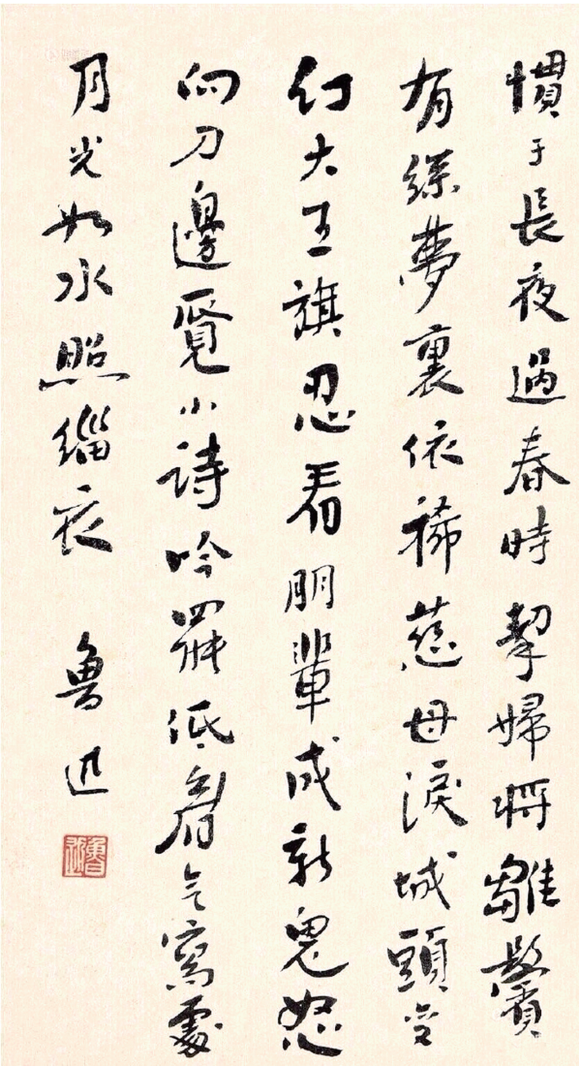 慣于長夜過春時挈婦將雛鬢
有絲夢裏依稀慈母淚城頭變
幻大王旗忍看朋輩成新鬼怒
向刀邊覓小詩吟罷低眉无寫處
月光如水照緇衣
魯迅
魯迅